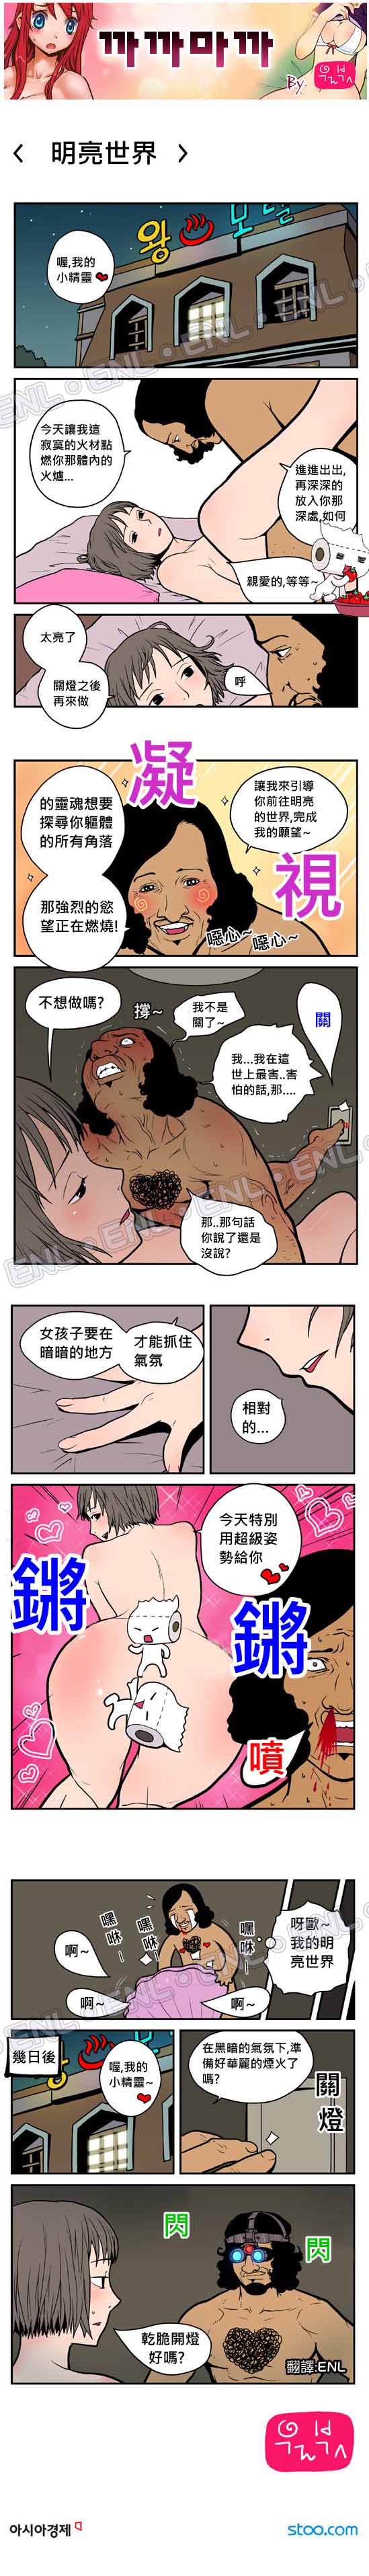 까까마까
By
윤 남
ㄱㄴㄱㅅ
< 明亮世界 >
喔,我的
小精靈
왕♨모텔
今天讓我這
寂寞的火材點
燃你那體內的
火爐...
進進出出,
再深深的
放入你那
深處,如何
親愛的,等等~
太亮了
關燈之後
再來做
呼
凝
視
的靈魂想要
探尋你軀體
的所有角落
那強烈的慾
望正在燃燒!
讓我來引導
你前往明亮
的世界,完成
我的願望~
噁心~噁心~
不想做嗎?
撐~
我不是
關了~
關
我...我在這
世上最害..害
怕的話,那....
那..那句話
你說了還是
沒說?
女孩子要在
暗暗的地方
才能抓住
氣氛
相對
的...
今天特別
用超級姿
勢給你
鏘
鏘
噴
嘿咻~
嘿咻~
嘿咻~
呀歐~
我的明
亮世界
啊~
啊~
啊~
幾日後
喔,我的
小精靈~
在黑暗的氣氛下,準
備好華麗的煙火了
嗎?
關
燈
閃
閃
乾脆開燈
好嗎?
翻譯:ENL
아시아경제
stoo.com
ENL